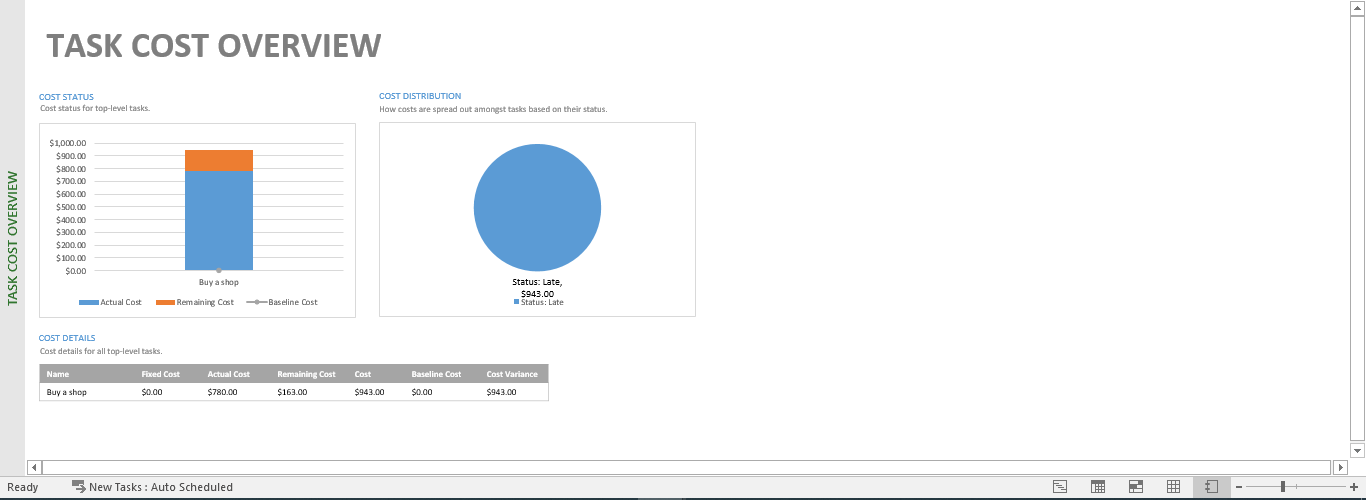 TASK COST OVERVIEW
TASK COST OVERVIEW
COST STATUS
Cost status for top-level tasks.
$1,000.00
$900.00
$800.00
$700.00
$600.00
$500.00
$400.00
$300.00
$200.00
$100.00
$0.00
Buy a shop
Actual Cost Remaining Cost Baseline Cost
COST DISTRIBUTION
How costs are spread out amongst tasks based on their status.
Status: Late,
$943.00
Status: Late
COST DETAILS
Cost details for all top-level tasks.
Name Fixed Cost Actual Cost Remaining Cost Cost Baseline Cost Cost Variance
Buy a shop $0.00 $780.00 $163.00 $943.00 $0.00 $943.00
Ready New Tasks : Auto Scheduled